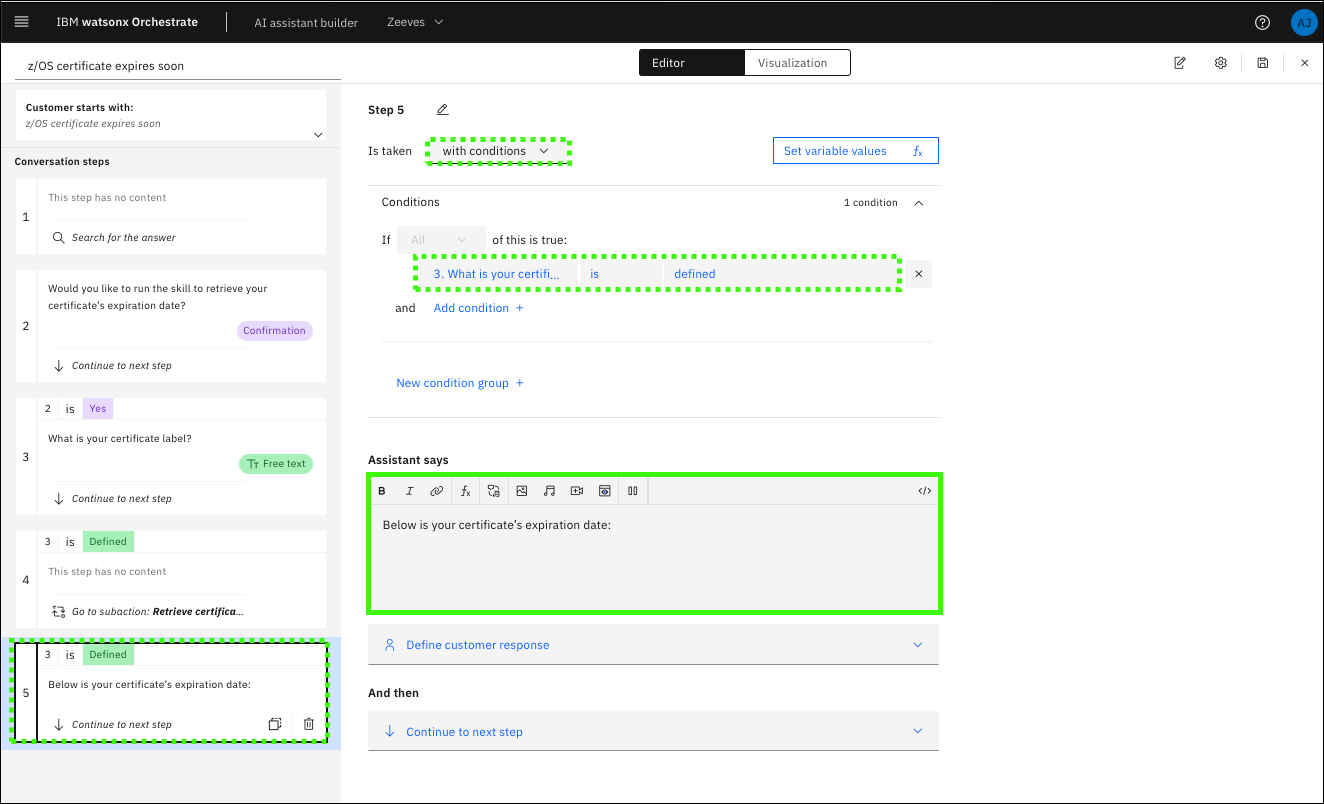 IBM watsonx Orchestrate
AI assistant builder
Zeeves
AJ
z/OS certificate expires soon
Editor
Visualization
Customer starts with:
z/OS certificate expires soon
Conversation steps
1
This step has no content
Search for the answer
2
Would you like to run the skill to retrieve your
certificate's expiration date?
Confirmation
Continue to next step
3
2 is Yes
What is your certificate label?
Free text
Continue to next step
4
3 is Defined
This step has no content
Go to subaction: Retrieve certifica...
5
3 is Defined
Below is your certificate's expiration date:
Continue to next step
Step 5
Is taken
with conditions
Set variable values fx
Conditions
1 condition
If All of this is true:
3. What is your certifi... is defined
and Add condition +
New condition group +
Assistant says
B I fx </>
Below is your certificate's expiration date:
Define customer response
And then
Continue to next step